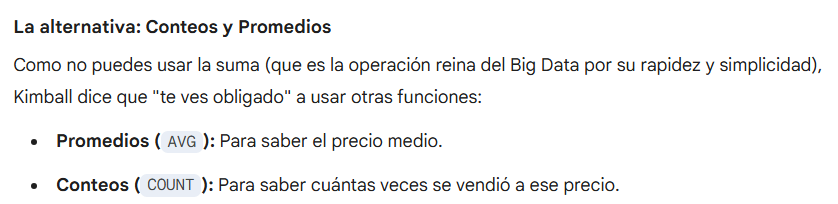 La alternativa: Conteos y Promedios
Como no puedes usar la suma (que es la operación reina del Big Data por su rapidez y simplicidad),
Kimball dice que "te ves obligado" a usar otras funciones:
• Promedios ( AVG ): Para saber el precio medio.
• Conteos ( COUNT ): Para saber cuántas veces se vendió a ese precio.